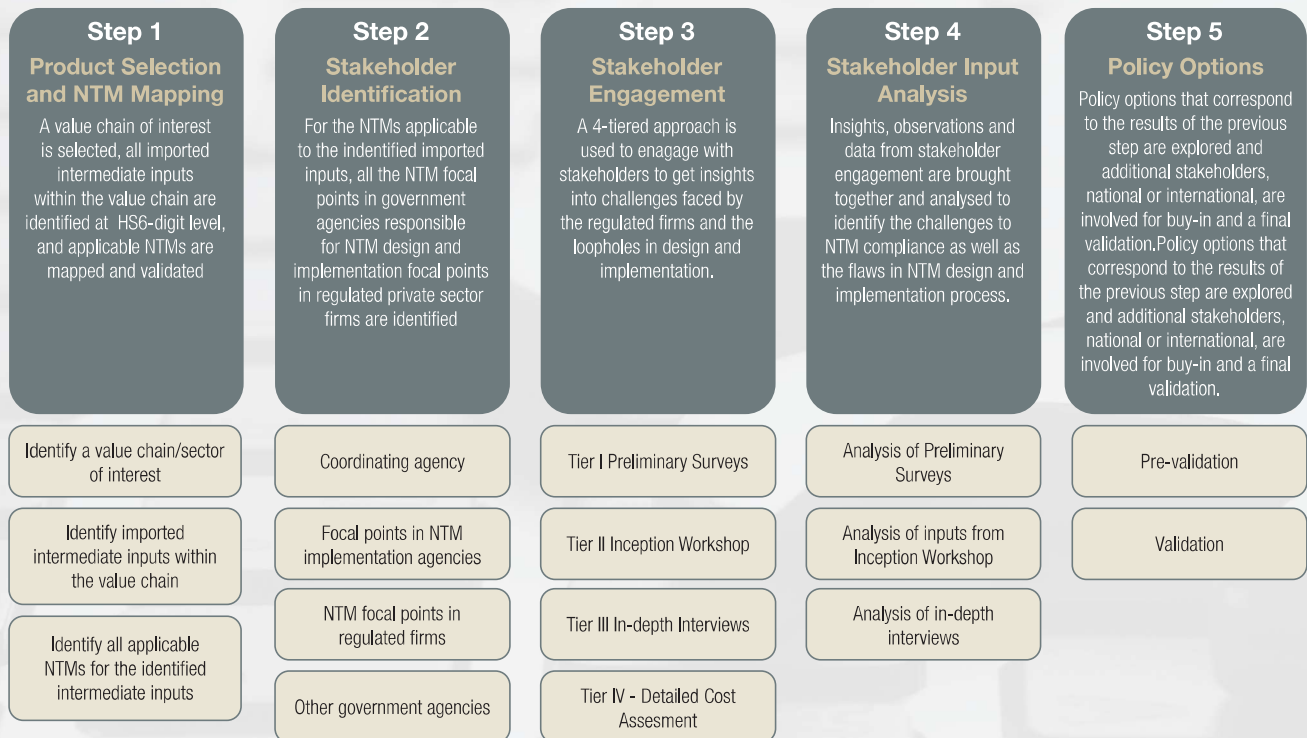 Step 1
Product Selection
and NTM Mapping
A value chain of interest
is selected, all imported
intermediate inputs
within the value chain are
identified at HS6-digit level,
and applicable NTMs are
mapped and validated
Identify a value chain/sector
of interest
Identify imported
intermediate inputs within
the value chain
Identify all applicable
NTMs for the identified
intermediate inputs
Step 2
Stakeholder
Identification
For the NTMs applicable
to the indentified imported
inputs, all the NTM focal
points in government
agencies responsible
for NTM design and
implementation focal points
in regulated private sector
firms are identified
Coordinating agency
Focal points in NTM
implementation agencies
NTM focal points in
regulated firms
Other government agencies
Step 3
Stakeholder
Engagement
A 4-tiered approach is
used to enagage with
stakeholders to get insights
into challenges faced by
the regulated firms and the
loopholes in design and
implementation.
Tier I Preliminary Surveys
Tier II Inception Workshop
Tier III In-depth Interviews
Tier IV - Detailed Cost
Assesment
Step 4
Stakeholder Input
Analysis
Insights, observations and
data from stakeholder
engagement are brought
together and analysed to
identify the challenges to
NTM compliance as well as
the flaws in NTM design and
implementation process.
Analysis of Preliminary
Surveys
Analysis of inputs from
Inception Workshop
Analysis of in-depth
interviews
Step 5
Policy Options
Policy options that correspond
to the results of the previous
step are explored and
additional stakeholders,
national or international, are
involved for buy-in and a final
validation.Policy options that
correspond to the results of
the previous step are explored
and additional stakeholders,
national or international, are
involved for buy-in and a final
validation.
Pre-validation
Validation